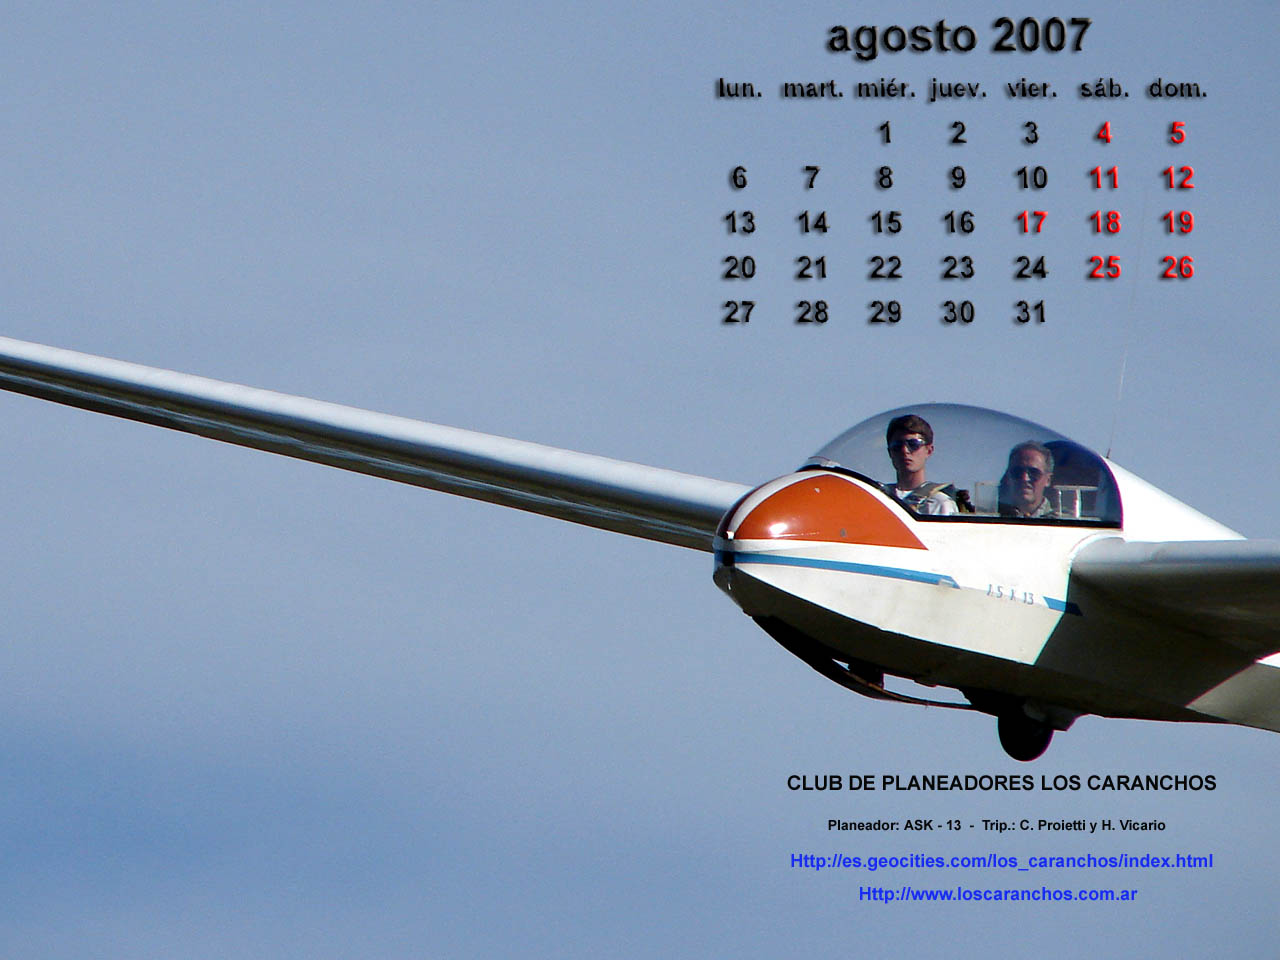 agosto 2007
lun. mart. miér. juev. vier. sáb. dom.
1 2 3 4 5
6 7 8 9 10 11 12
13 14 15 16 17 18 19
20 21 22 23 24 25 26
27 28 29 30 31
CLUB DE PLANEADORES LOS CARANCHOS
Planeador: ASK - 13 - Trip.: C. Proietti y H. Vicario
Http://es.geocities.com/los_caranchos/index.html
Http://www.loscaranchos.com.ar